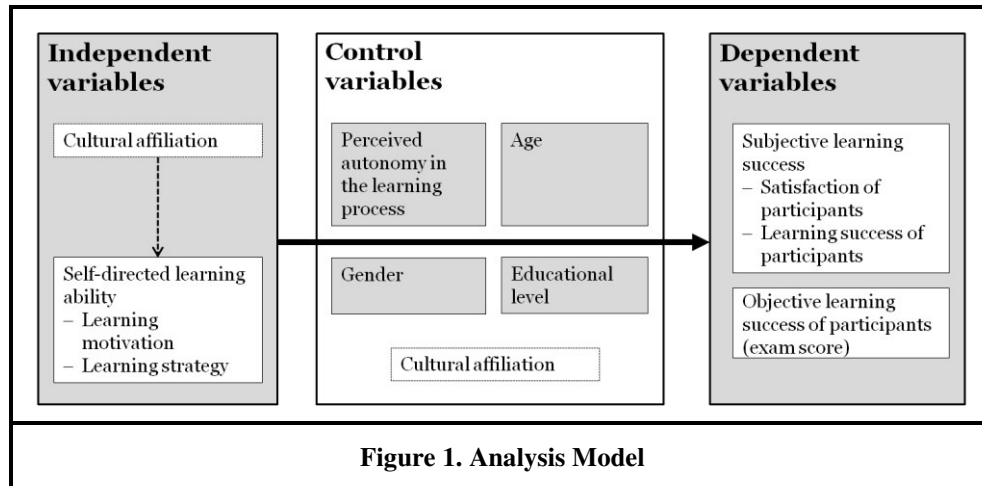 Independent
variables
Cultural affiliation
Self-directed learning
ability
– Learning
motivation
– Learning strategy
Control
variables
Perceived
autonomy in
the learning
process
Age
Gender
Educational
level
Cultural affiliation
Dependent
variables
Subjective learning
success
– Satisfaction of
participants
– Learning success of
participants
Objective learning
success of participants
(exam score)
Figure 1. Analysis Model